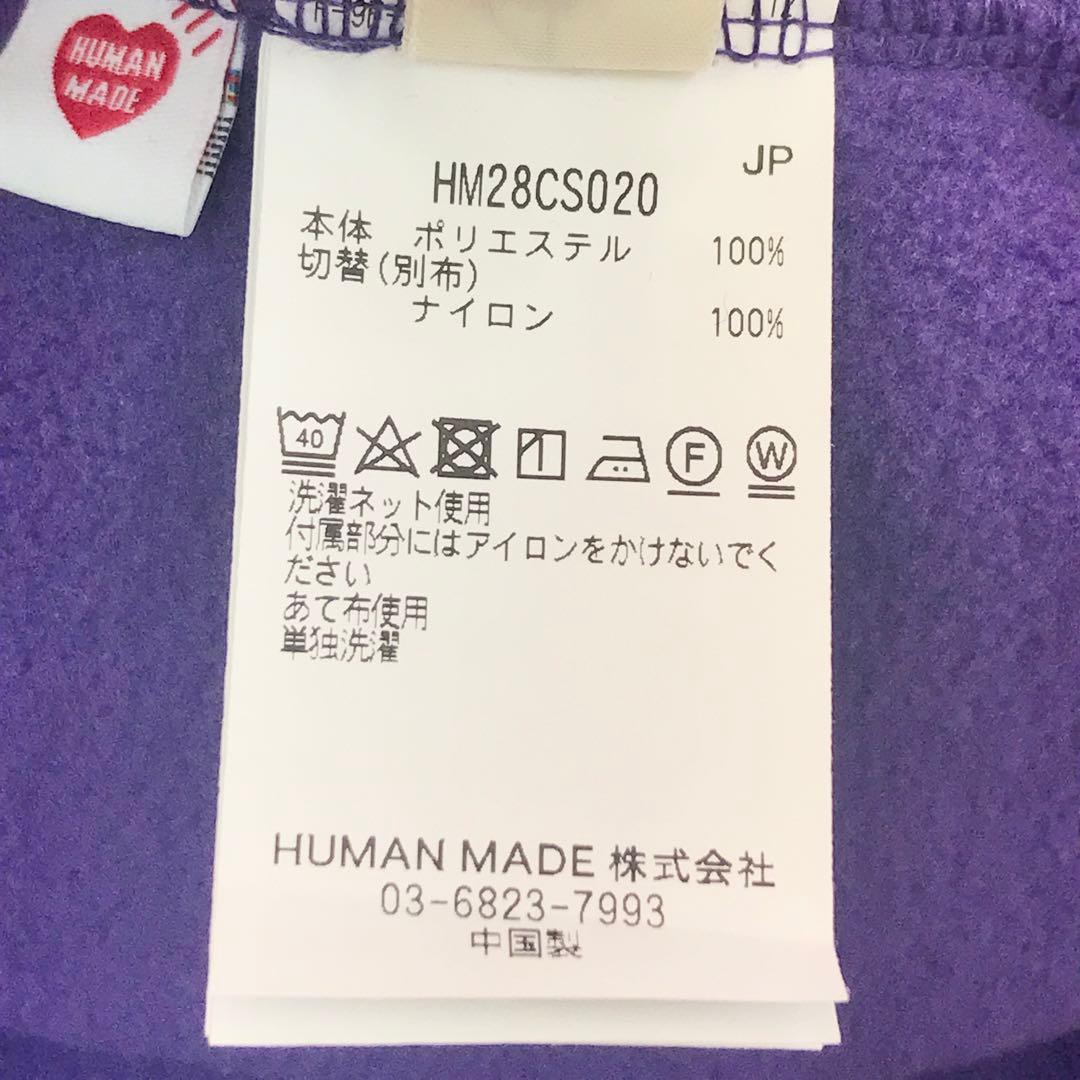 HUMAN
MADE
JP
HM28CS020
本体 ポリエステル 100%
切替(別布)
ナイロン 100%
40
F
W
洗濯ネット使用
付属部分にはアイロンをかけないでく
ださい
あて布使用
単独洗濯
HUMAN MADE 株式会社
03-6823-7993
中国製